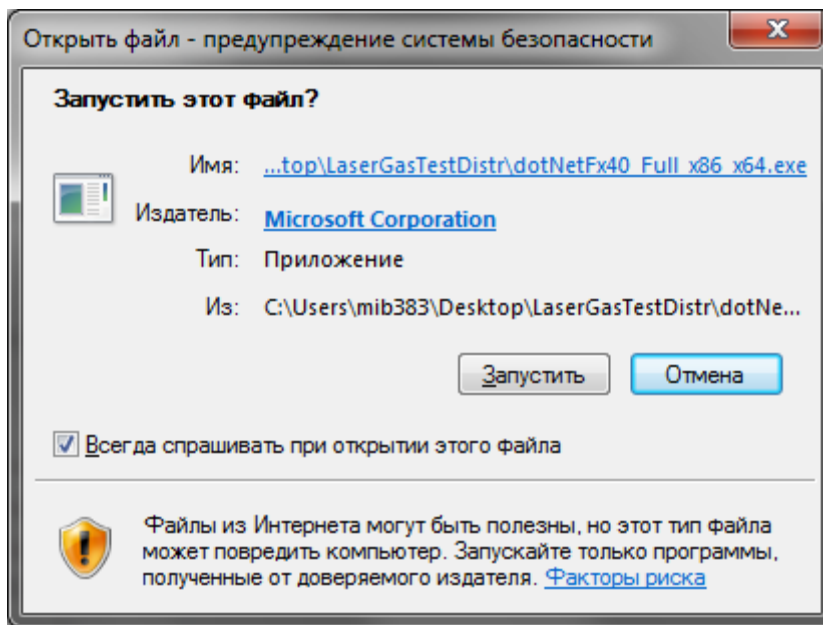 Открыть файл - предупреждение системы безопасности
Запустить этот файл?
Имя: ...top\LaserGasTestDistr\dotNetFx40_Full_x86_x64.exe
Издатель: Microsoft Corporation
Тип: Приложение
Из: C:\Users\mib383\Desktop\LaserGasTestDistr\dotNe...
Запустить Отмена
Всегда спрашивать при открытии этого файла
Файлы из Интернета могут быть полезны, но этот тип файла
может повредить компьютер. Запускайте только программы,
полученные от доверяемого издателя. Факторы риска